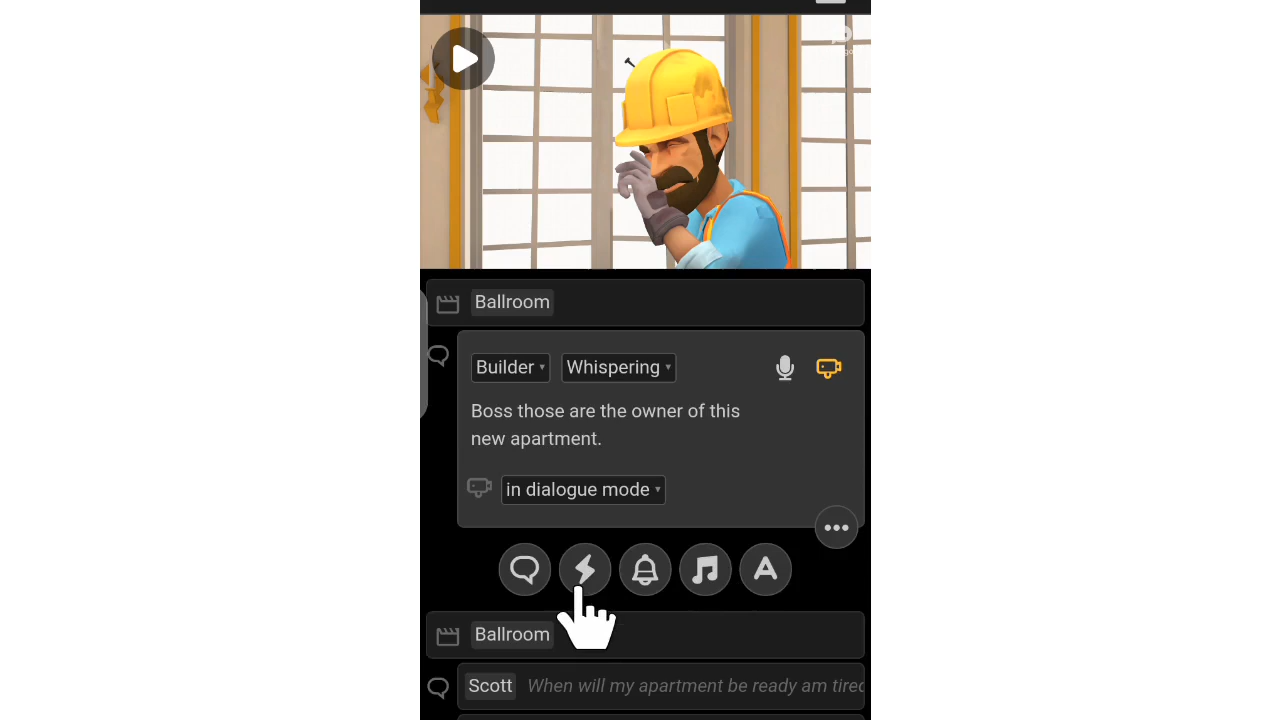 Ballroom
Builder Whispering
Boss those are the owner of this
new apartment.
in dialogue mode
A
Ballroom
Scott When will my apartment be ready am tired